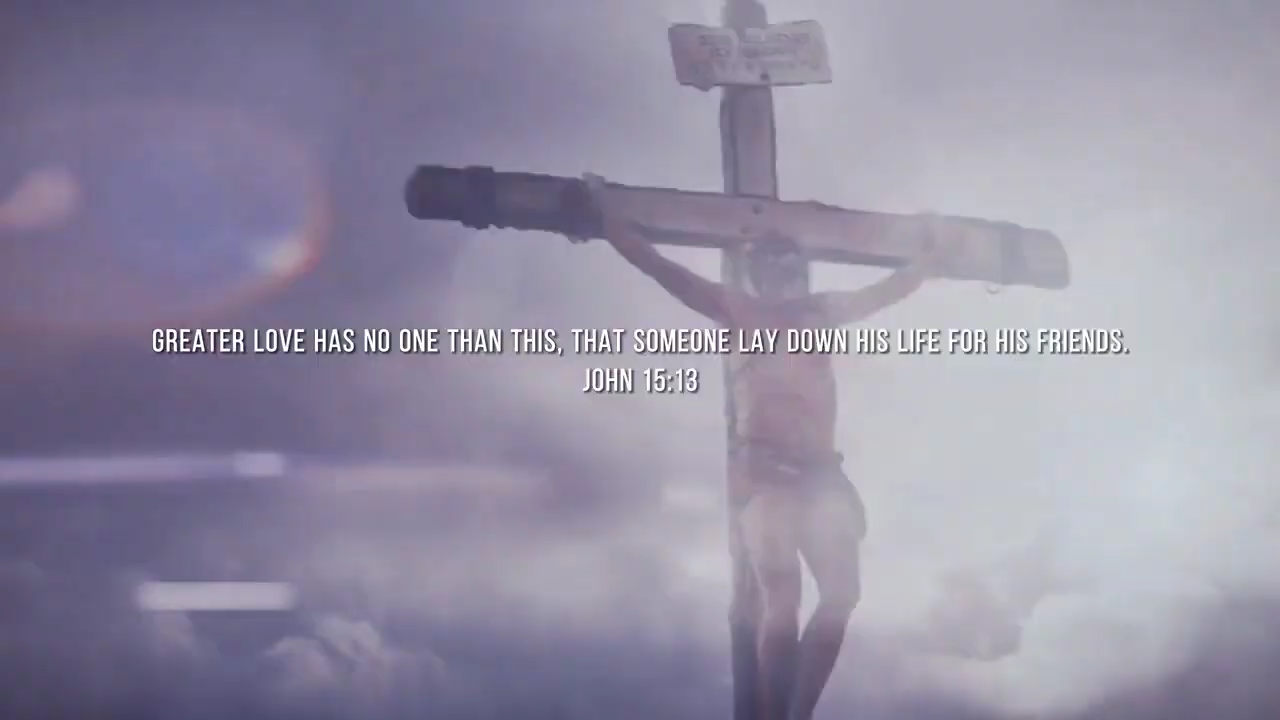 GREATER LOVE HAS NO ONE THAN THIS, THAT SOMEONE LAY DOWN HIS LIFE FOR HIS FRIENDS.
JOHN 15:13